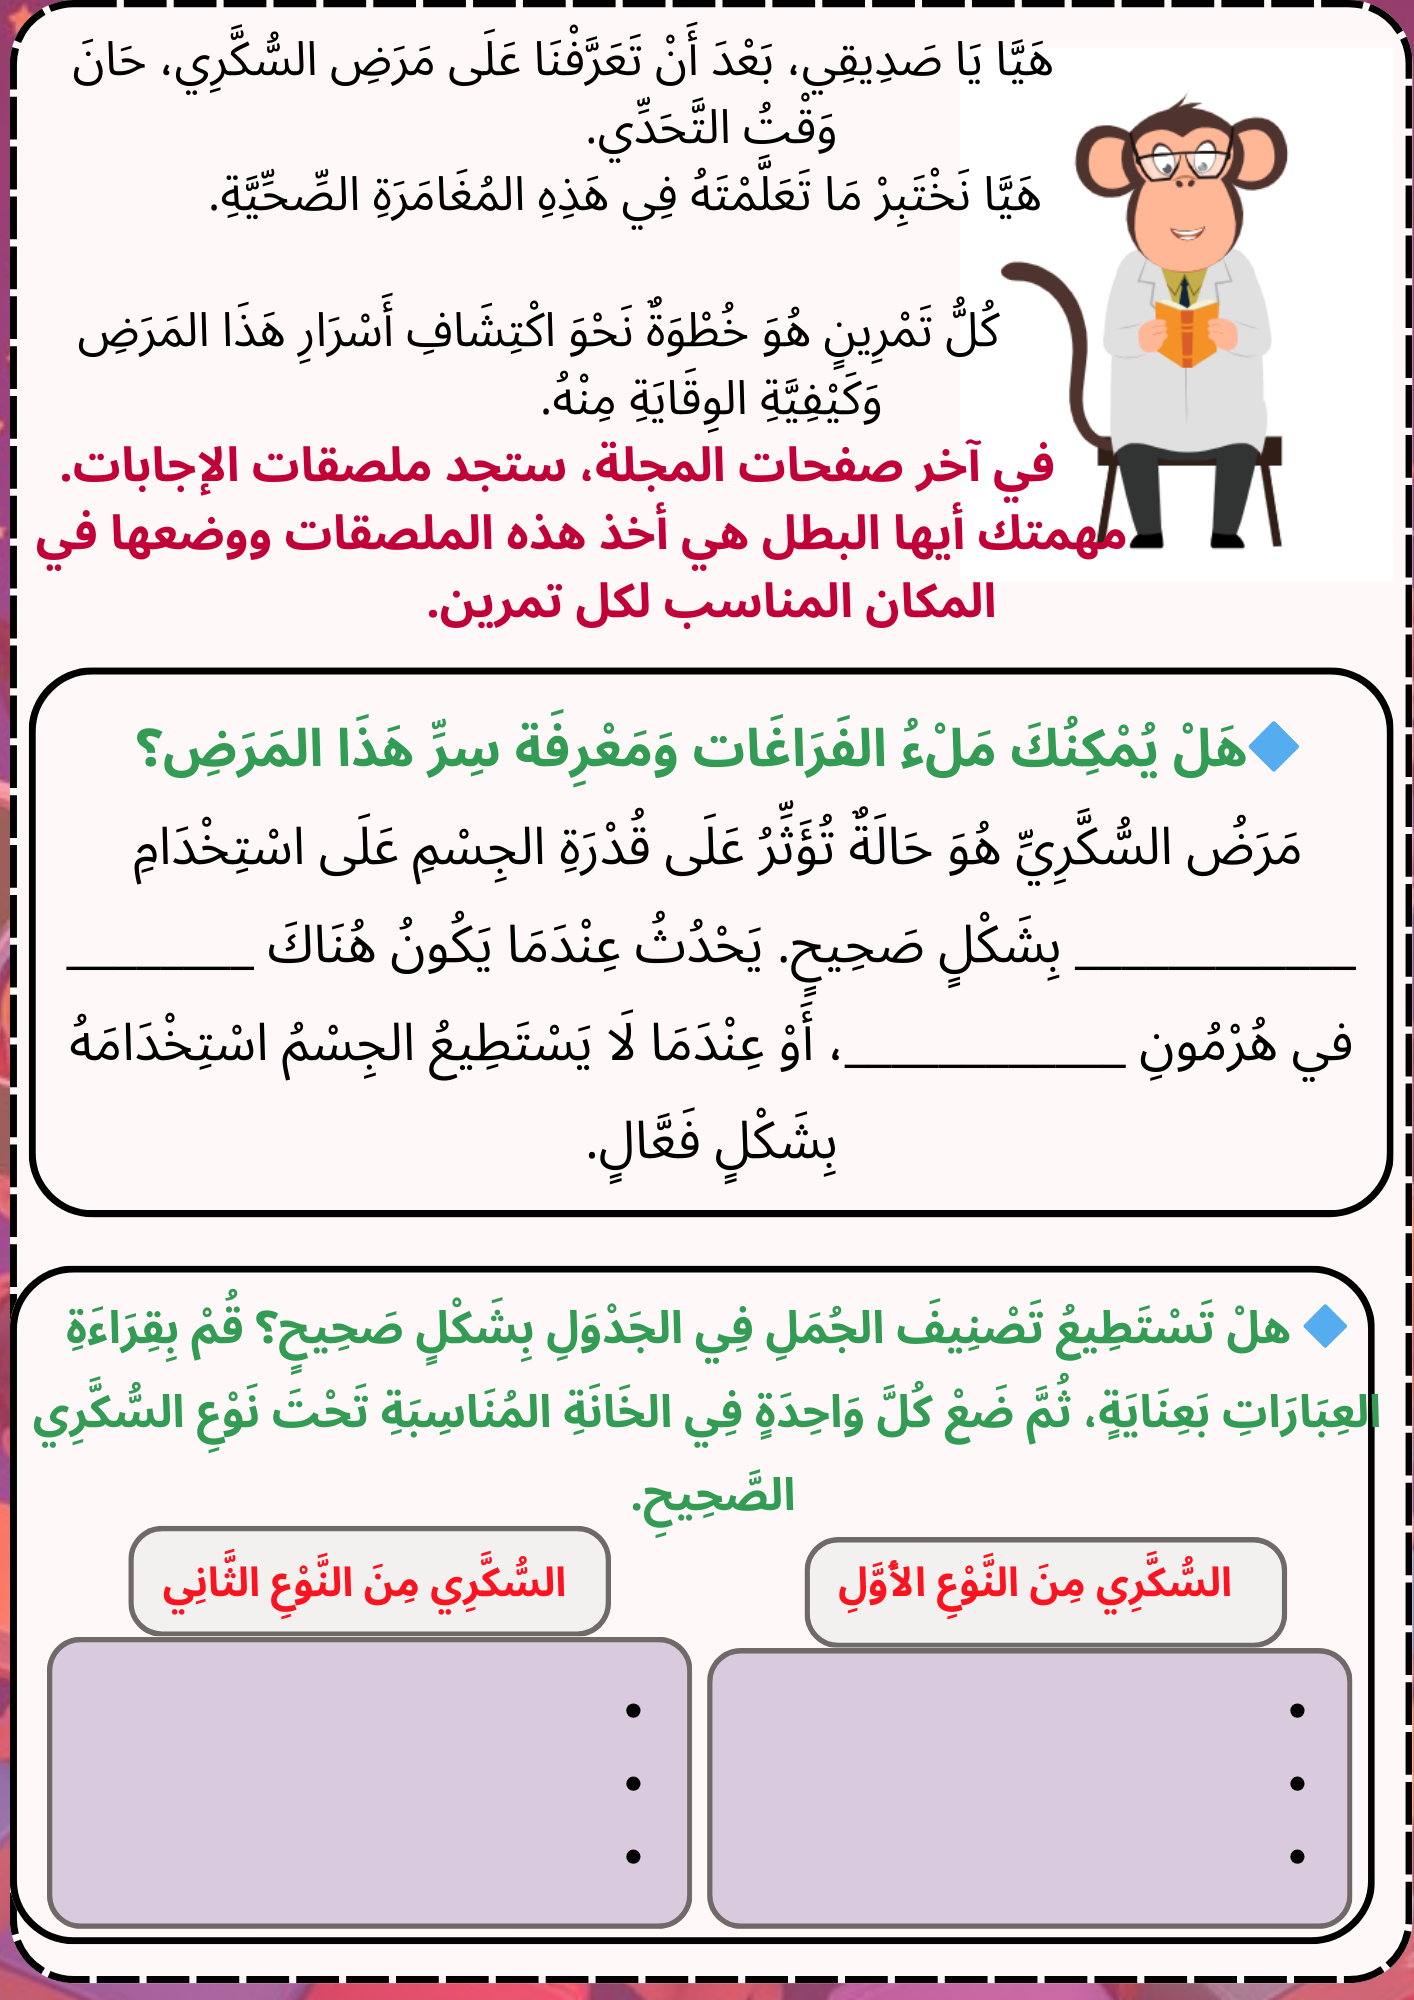 هَيَّا يَا صَدِيقِي، بَعْدَ أَنْ تَعَرَّفْنَا عَلَى مَرَضِ السُّكَّرِي، حَانَ
وَقْتُ التَّحَدِّي.
هَيَّا نَخْتَبِرْ مَا تَعَلَّمْتَهُ فِي هَذِهِ المُغَامَرَةِ الصِّحِّيَّةِ.
كُلُّ تَمْرِينٍ هُوَ خُطْوَةٌ نَحْوَ اكْتِشَافِ أَسْرَارِ هَذَا المَرَضِ
وَكَيْفِيَّةِ الوِقَايَةِ مِنْهُ.
في آخر صفحات المجلة، ستجد ملصقات الإجابات.
مهمتك أيها البطل هي أخذ هذه الملصقات ووضعها في
المكان المناسب لكل تمرين.
🔷هَلْ يُمْكِنُكَ مَلْءُ الفَرَاغَات وَمَعْرِفَة سِرِّ هَذَا المَرَضِ؟
مَرَضُ السُّكَّرِيِّ هُوَ حَالَةٌ تُؤَثِّرُ عَلَى قُدْرَةِ الجِسْمِ عَلَى اسْتِخْدَامِ
____________ بِشَكْلٍ صَحِيحٍ. يَحْدُثُ عِنْدَمَا يَكُونُ هُنَاكَ ________
في هُرْمُونِ ____________، أَوْ عِنْدَمَا لَا يَسْتَطِيعُ الجِسْمُ اسْتِخْدَامَهُ
بِشَكْلٍ فَعَّالٍ.
🔷 هلْ تَسْتَطِيعُ تَصْنِيفَ الجُمَلِ فِي الجَدْوَلِ بِشَكْلٍ صَحِيحٍ؟ قُمْ بِقِرَاءَةِ
العِبَارَاتِ بَعِنَايَةٍ، ثُمَّ ضَعْ كُلَّ وَاحِدَةٍ فِي الخَانَةِ المُنَاسِبَةِ تَحْتَ نَوْعِ السُّكَّرِي
الصَّحِيحِ.
السُّكَّرِي مِنَ النَّوْعِ الأَوَّلِ
السُّكَّرِي مِنَ النَّوْعِ الثَّانِي